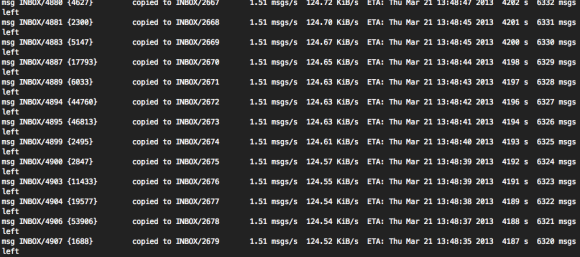 msg INBOX/4880 {4627} copied to INBOX/2667 1.51 msgs/s 124.72 KiB/s ETA: Thu Mar 21 13:48:47 2013 4202 s 6332 msgs
left
msg INBOX/4881 {2300} copied to INBOX/2668 1.51 msgs/s 124.70 KiB/s ETA: Thu Mar 21 13:48:45 2013 4201 s 6331 msgs
left
msg INBOX/4883 {5147} copied to INBOX/2669 1.51 msgs/s 124.67 KiB/s ETA: Thu Mar 21 13:48:45 2013 4200 s 6330 msgs
left
msg INBOX/4887 {17793} copied to INBOX/2670 1.51 msgs/s 124.65 KiB/s ETA: Thu Mar 21 13:48:44 2013 4198 s 6329 msgs
left
msg INBOX/4889 {6033} copied to INBOX/2671 1.51 msgs/s 124.63 KiB/s ETA: Thu Mar 21 13:48:43 2013 4197 s 6328 msgs
left
msg INBOX/4894 {44760} copied to INBOX/2672 1.51 msgs/s 124.63 KiB/s ETA: Thu Mar 21 13:48:42 2013 4196 s 6327 msgs
left
msg INBOX/4895 {46813} copied to INBOX/2673 1.51 msgs/s 124.63 KiB/s ETA: Thu Mar 21 13:48:41 2013 4194 s 6326 msgs
left
msg INBOX/4899 {2495} copied to INBOX/2674 1.51 msgs/s 124.61 KiB/s ETA: Thu Mar 21 13:48:40 2013 4193 s 6325 msgs
left
msg INBOX/4900 {2847} copied to INBOX/2675 1.51 msgs/s 124.57 KiB/s ETA: Thu Mar 21 13:48:39 2013 4192 s 6324 msgs
left
msg INBOX/4903 {11433} copied to INBOX/2676 1.51 msgs/s 124.55 KiB/s ETA: Thu Mar 21 13:48:39 2013 4191 s 6323 msgs
left
msg INBOX/4904 {19577} copied to INBOX/2677 1.51 msgs/s 124.54 KiB/s ETA: Thu Mar 21 13:48:38 2013 4189 s 6322 msgs
left
msg INBOX/4906 {53906} copied to INBOX/2678 1.51 msgs/s 124.54 KiB/s ETA: Thu Mar 21 13:48:37 2013 4188 s 6321 msgs
left
msg INBOX/4907 {1688} copied to INBOX/2679 1.51 msgs/s 124.52 KiB/s ETA: Thu Mar 21 13:48:35 2013 4187 s 6320 msgs
left